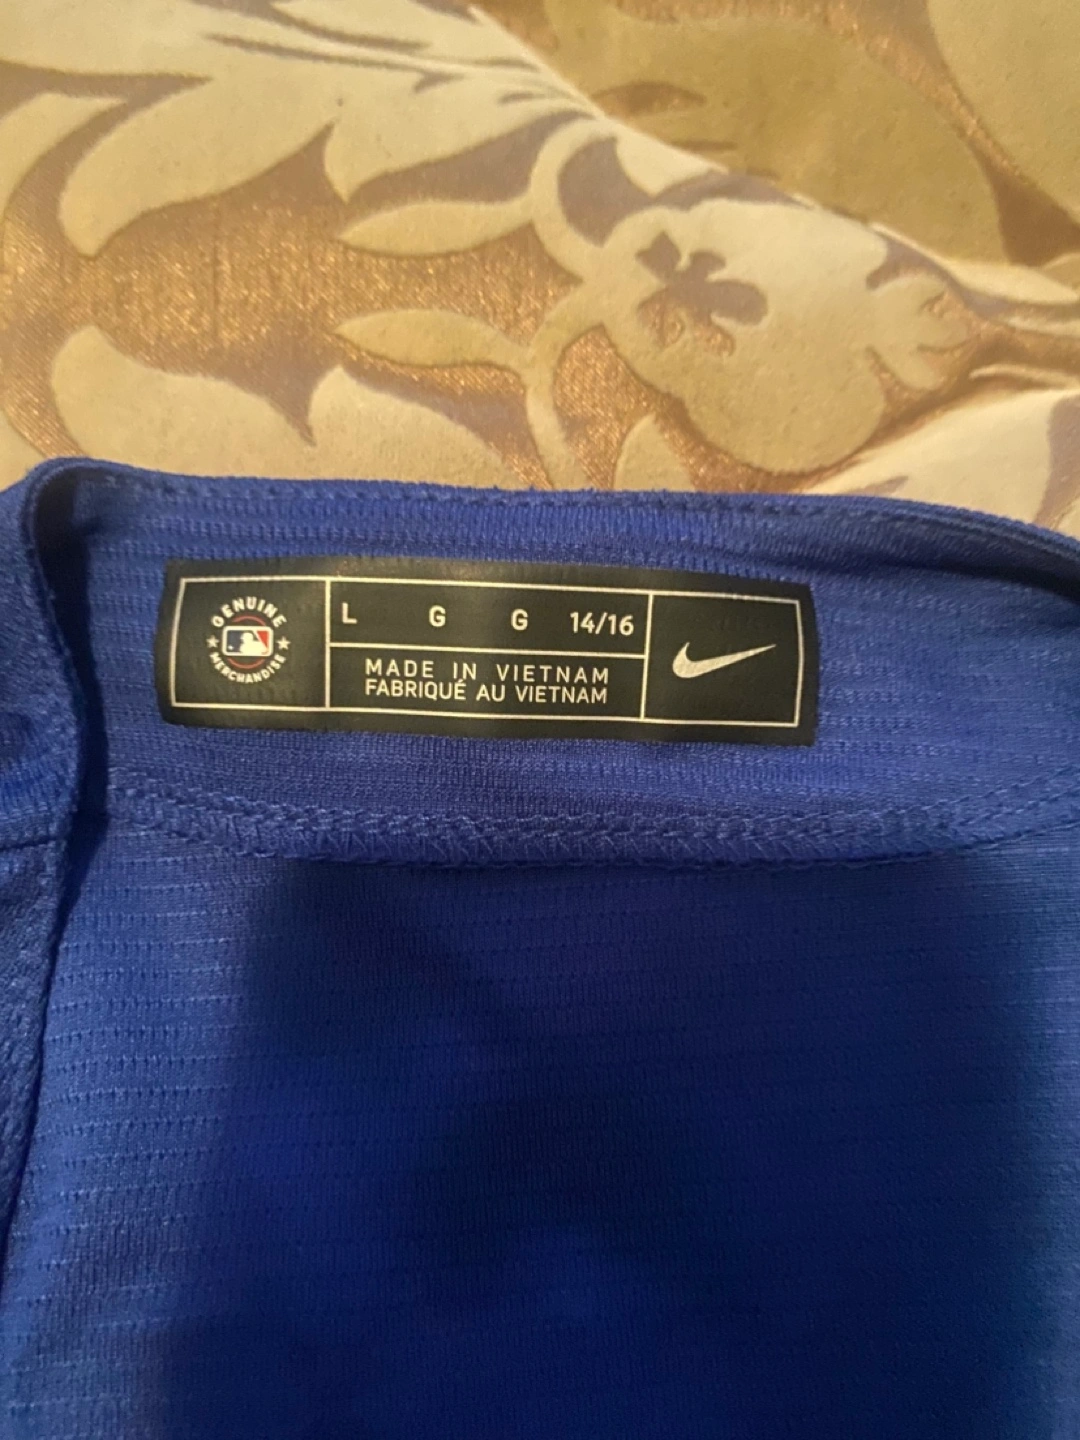 GENUINE
MERCHANDISE
L G G 14/16
MADE IN VIETNAM
FABRIQUÉ AU VIETNAM